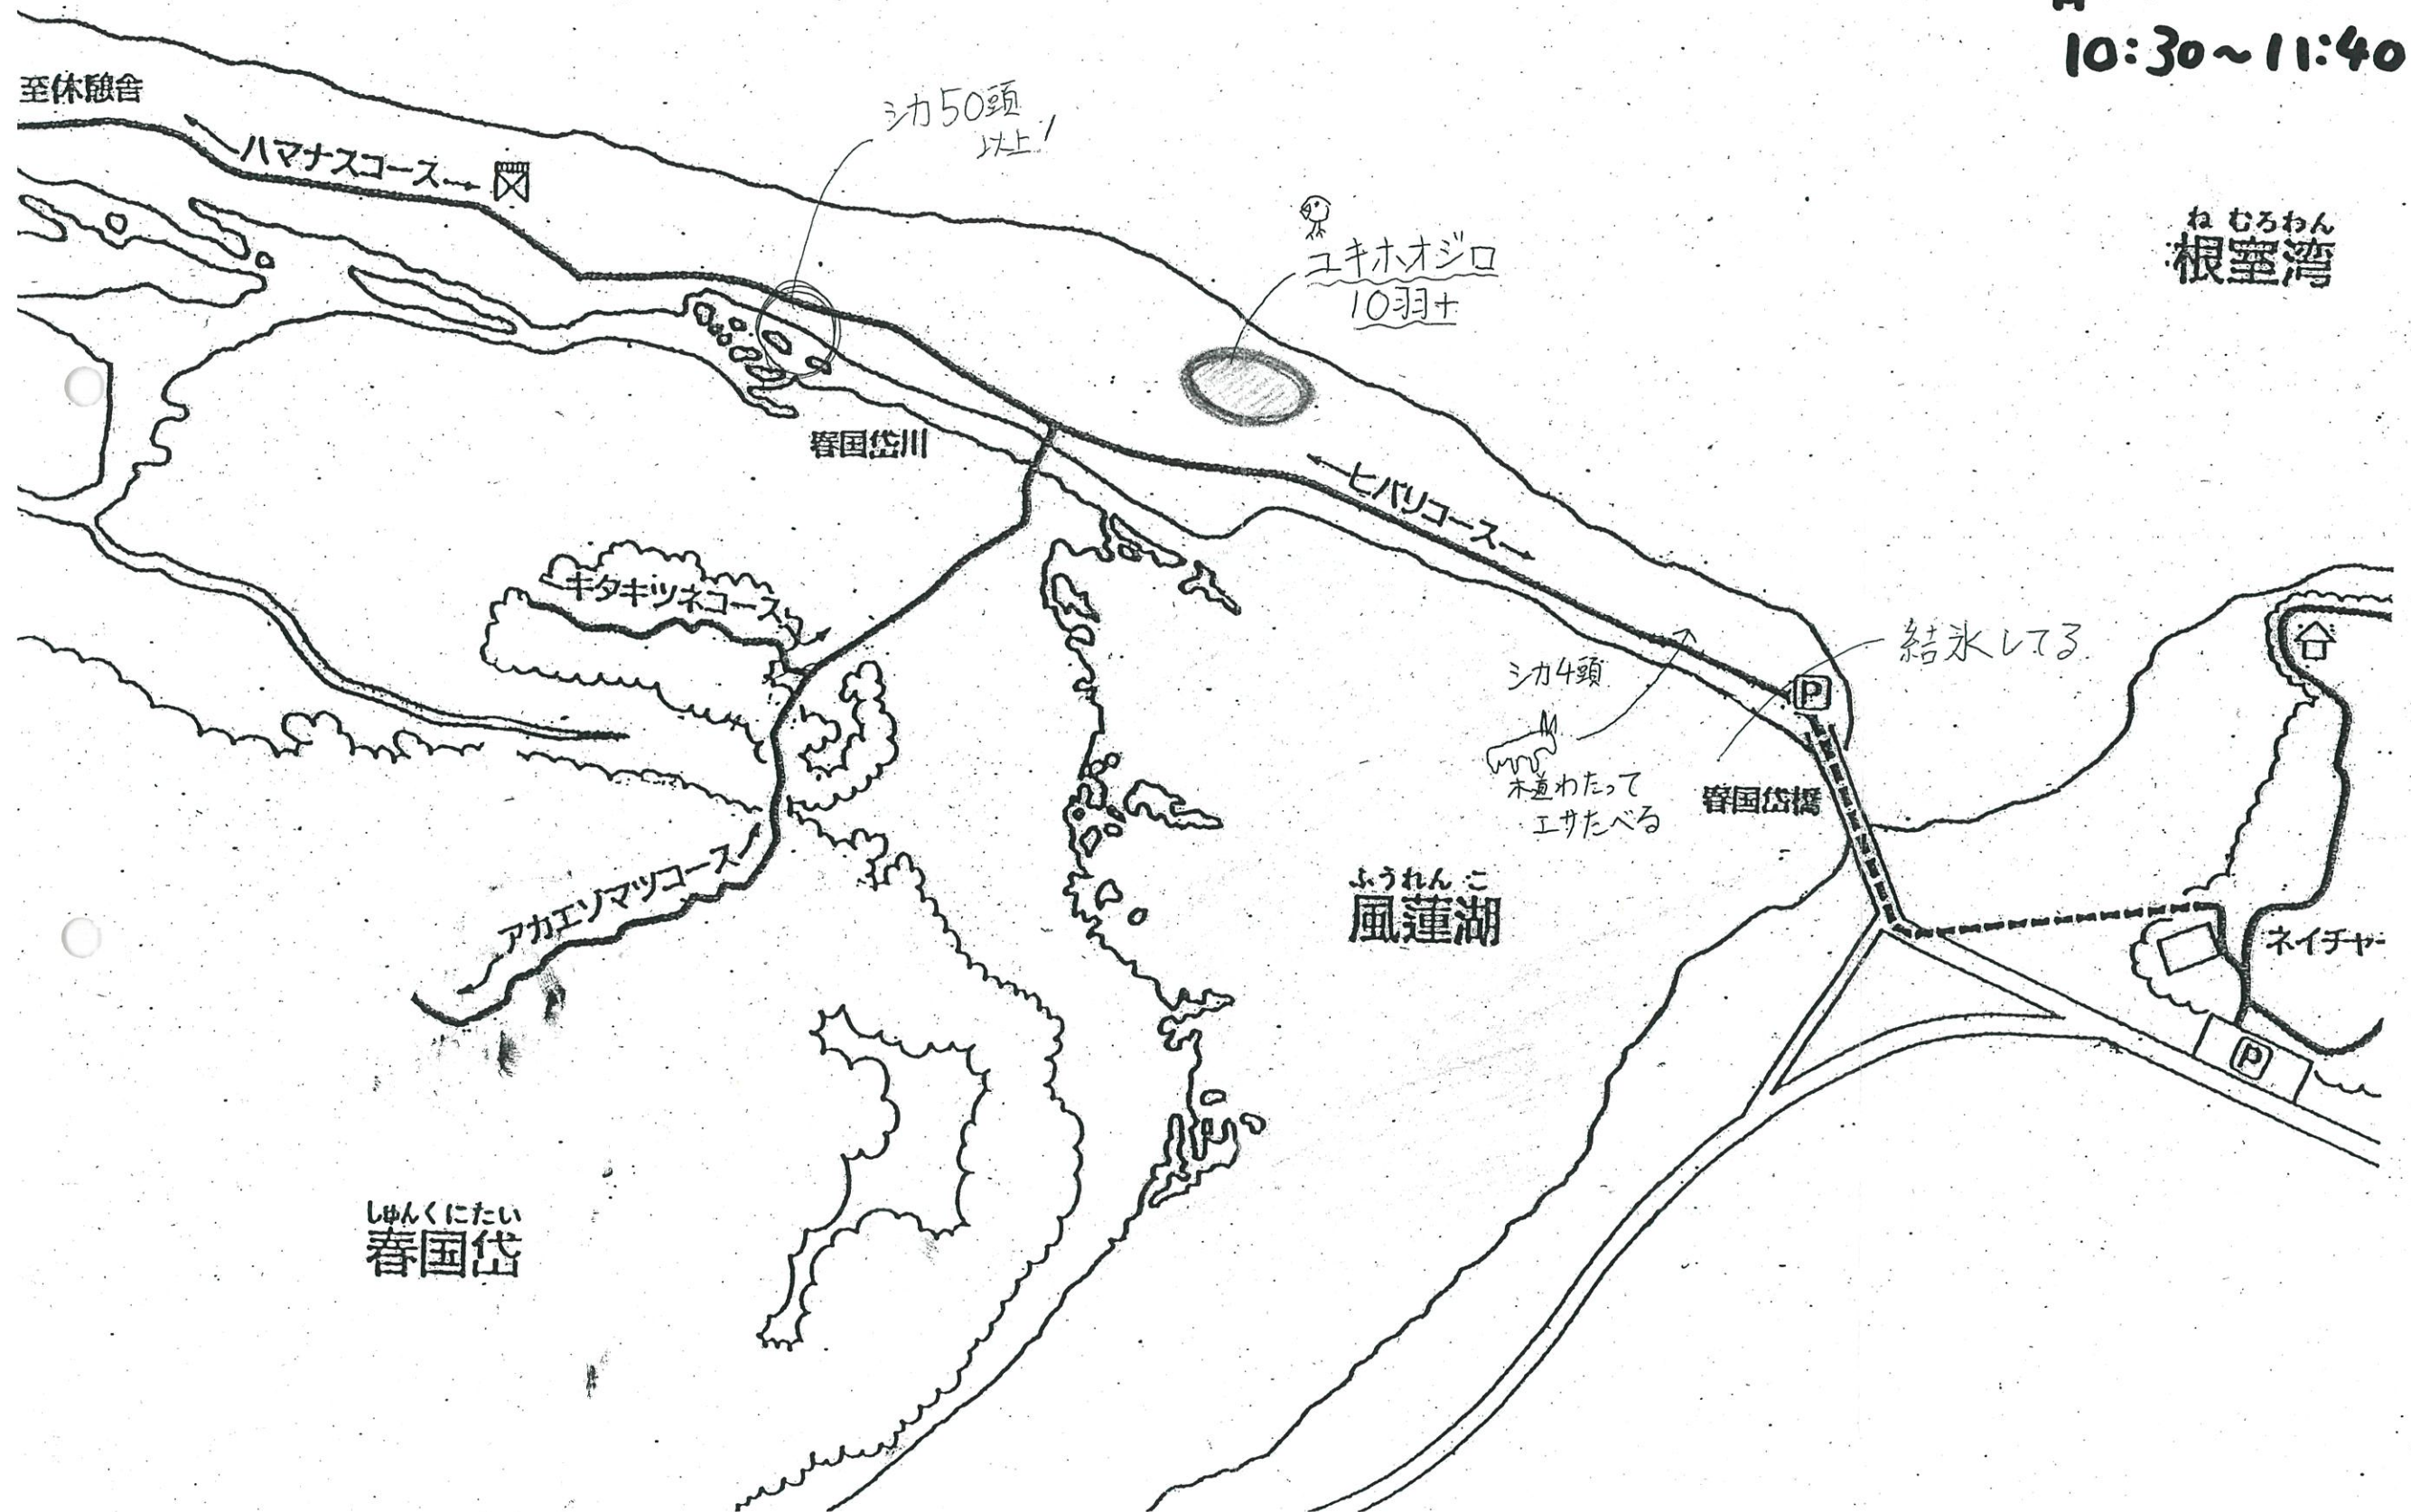 10:30～11:40
至休憩舎
ハマナスコース
シカ50頭
以上!
ユキホオジロ
10羽+
ね むろわん
根室湾
春国岱川
ヒバリコース
キタキツネコース
結氷してる
P
シカ4頭
木道わたって
エサたべる
春国岱橋
アカエゾマツコース
ふうれん こ
風蓮湖
ネイチャー
P
しゅんくにたい
春国岱